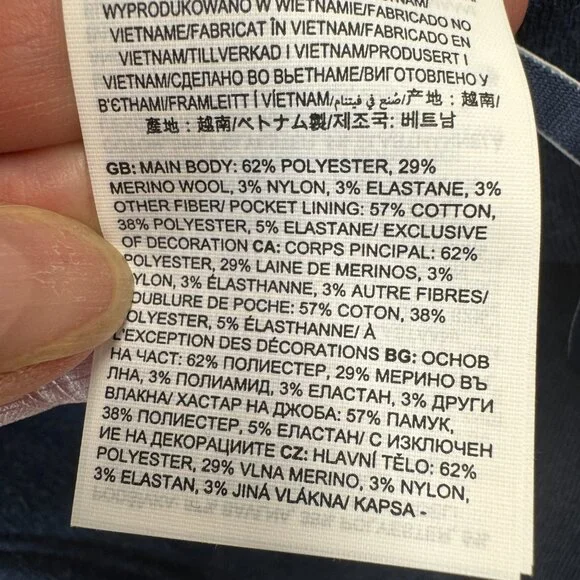 WYPRODUKOWANO W WIETNAMIE/FABRICADO NO
VIETNAME/FABRICAT ÎN VIETNAM/FABRICADO EN
VIETNAM/TILLVERKAD I VIETNAM/PRODUSERT I
VIETNAM/СДЕЛАНО ВО ВЬЕТНАМЕ/ВИГОТОВЛЕНО У
В'ЄТНАМІ/FRAMLEITT Í VIETNAM/صُنع في فيتنام/产地：越南/
產地：越南/ベトナム製/제조국: 베트남
GB: MAIN BODY: 62% POLYESTER, 29%
MERINO WOOL, 3% NYLON, 3% ELASTANE, 3%
OTHER FIBER/ POCKET LINING: 57% COTTON,
38% POLYESTER, 5% ELASTANE/ EXCLUSIVE
OF DECORATION CA: CORPS PINCIPAL: 62%
POLYESTER, 29% LAINE DE MERINOS, 3%
NYLON, 3% ÉLASTHANNE, 3% AUTRE FIBRES/
DOUBLURE DE POCHE: 57% COTON, 38%
POLYESTER, 5% ÉLASTHANNE/ À
L'EXCEPTION DES DÉCORATIONS BG: ОСНОВ
НА ЧАСТ: 62% ПОЛИЕСТЕР, 29% МЕРИНО ВЪ
ЛНА, 3% ПОЛИАМИД, 3% ЕЛАСТАН, 3% ДРУГИ
ВЛАКНА/ ХАСТАР НА ДЖОБА: 57% ПАМУК,
38% ПОЛИЕСТЕР, 5% ЕЛАСТАН/ С ИЗКЛЮЧЕН
ИЕ НА ДЕКОРАЦИИТЕ CZ: HLAVNÍ TĚLO: 62%
POLYESTER, 29% VLNA MERINO, 3% NYLON,
3% ELASTAN, 3% JINÁ VLÁKNA/ KAPSA -